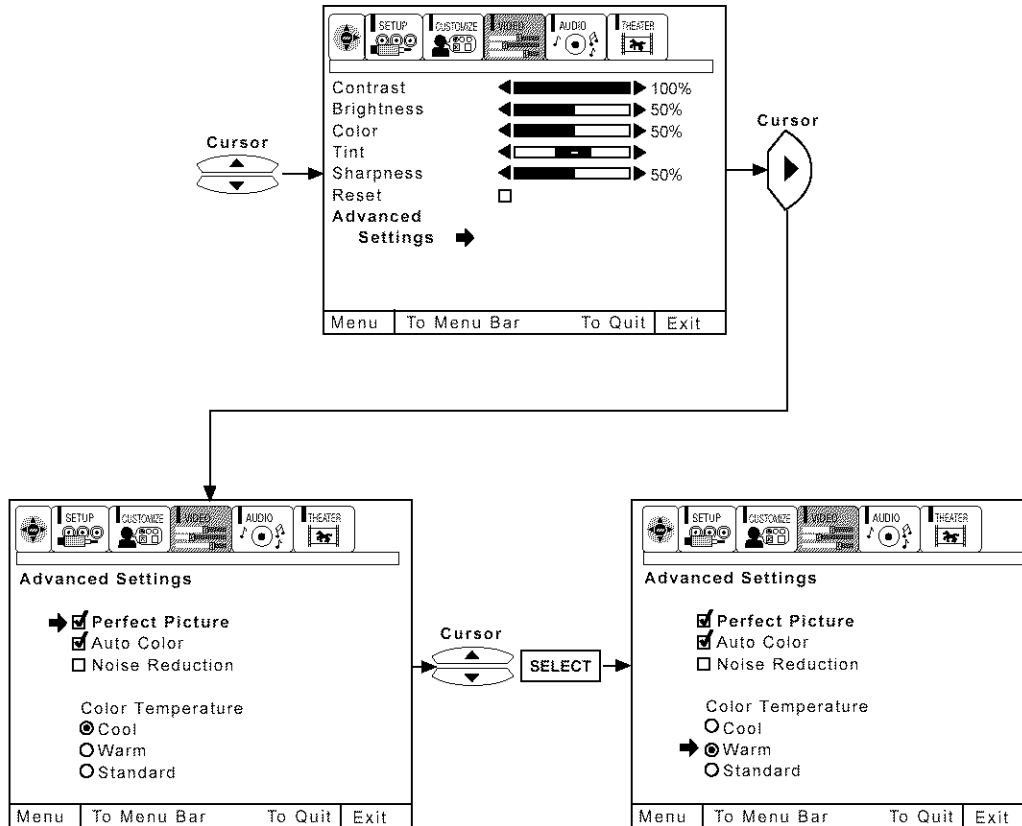 SETUP CUSTOMIZE VIDEO AUDIO THEATER
Contrast 100%
Brightness 50%
Color 50%
Tint
Sharpness 50%
Reset
Advanced
Settings
Menu To Menu Bar To Quit Exit
Cursor
Cursor
SETUP CUSTOMIZE VIDEO AUDIO THEATER
Advanced Settings
Perfect Picture
Auto Color
Noise Reduction
Color Temperature
Cool
Warm
Standard
Menu To Menu Bar To Quit Exit
Cursor
SELECT
SETUP CUSTOMIZE VIDEO AUDIO THEATER
Advanced Settings
Perfect Picture
Auto Color
Noise Reduction
Color Temperature
Cool
Warm
Standard
Menu To Menu Bar To Quit Exit